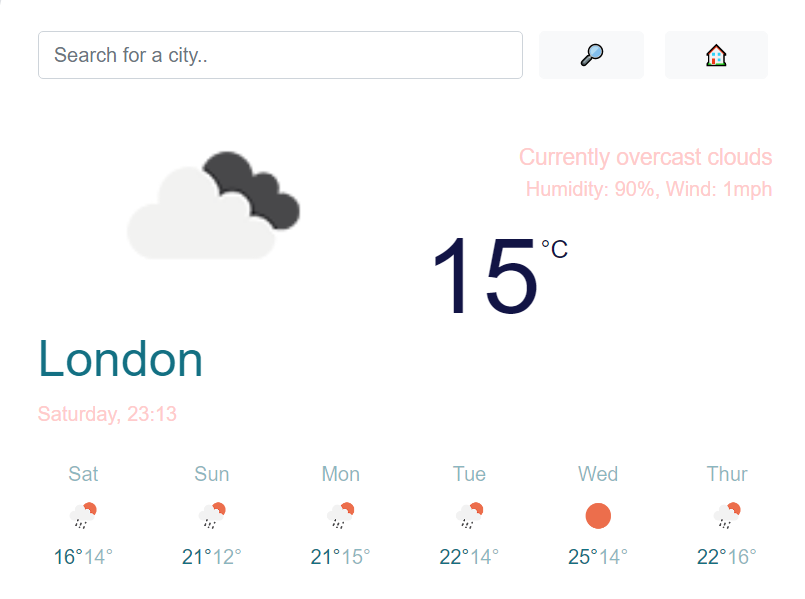 Search for a city..
Currently overcast clouds
Humidity: 90%, Wind: 1mph
15 °C
London
Saturday, 23:13
Sat Sun Mon Tue Wed Thur
16°14° 21°12° 21°15° 22°14° 25°14° 22°16°